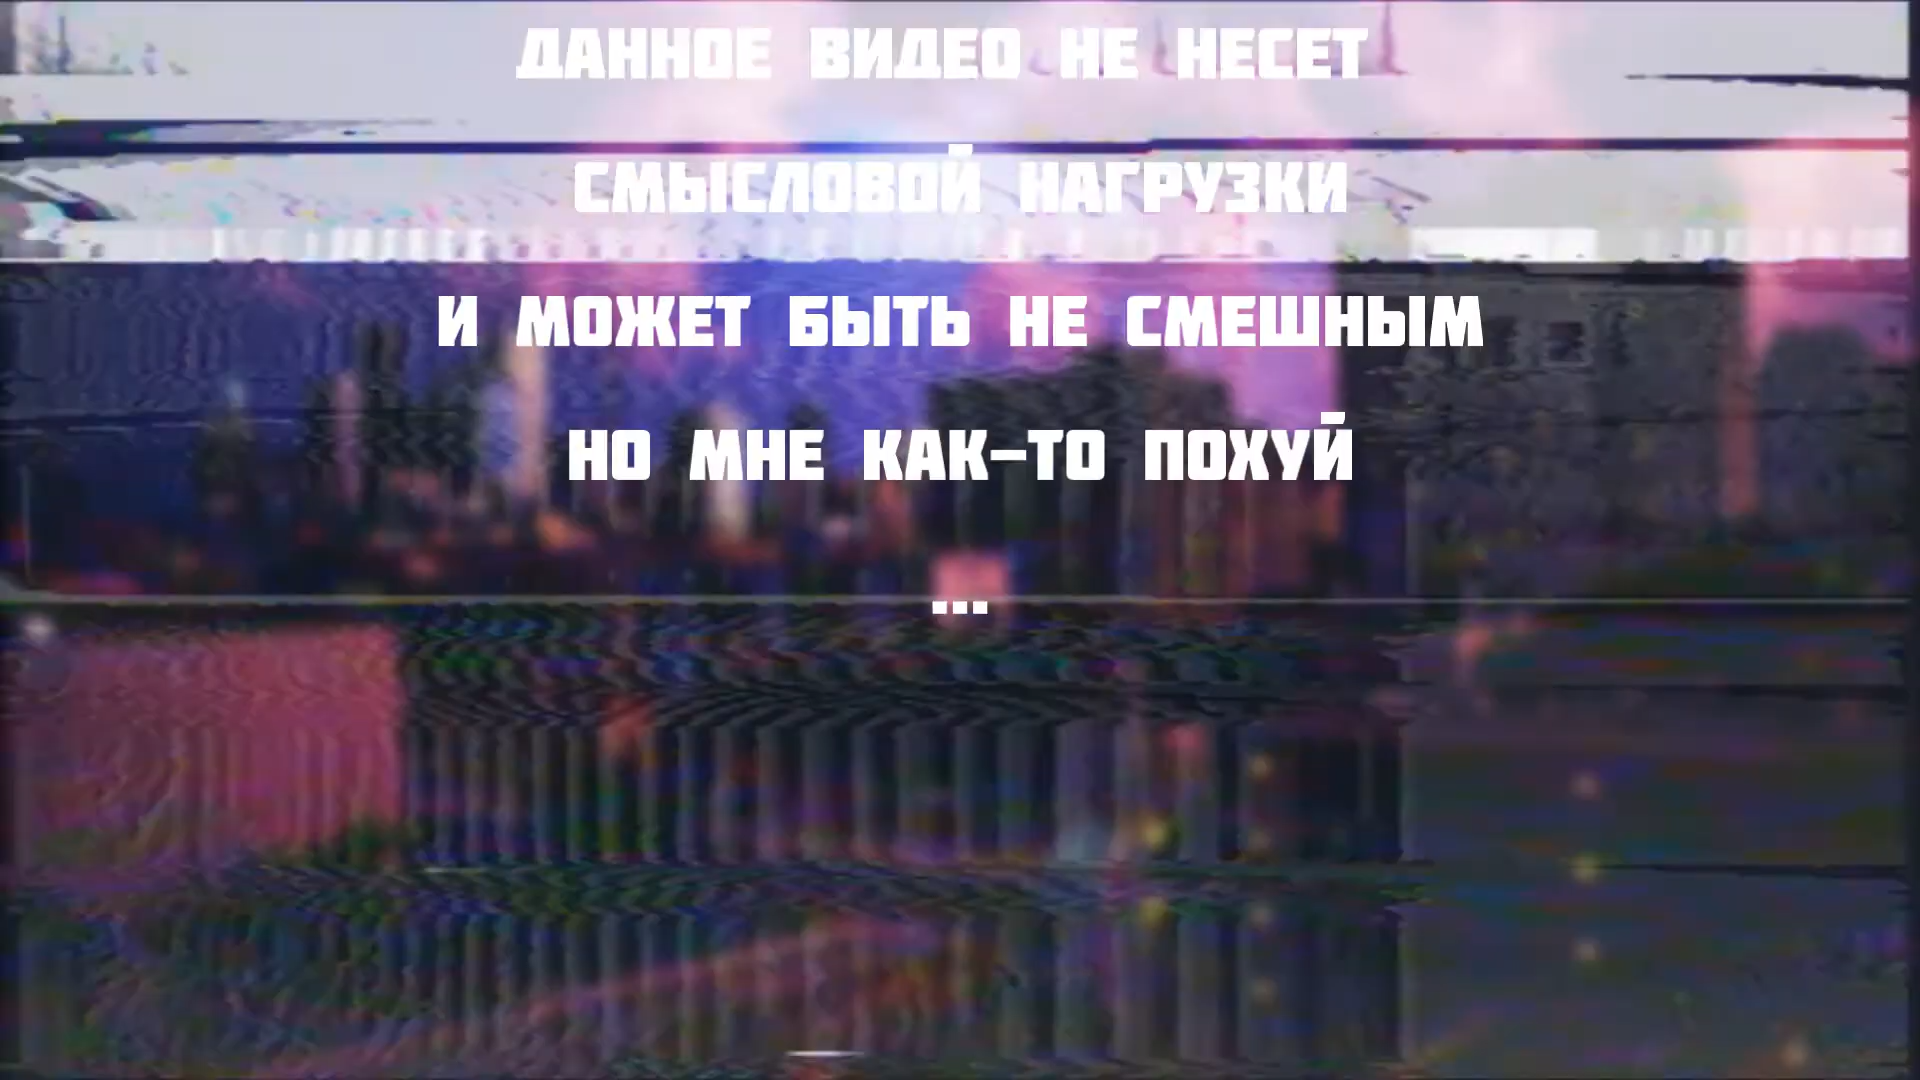 ДАННОЕ ВИДЕО НЕ НЕСЕТ
СМЫСЛОВОЙ НАГРУЗКИ
И МОЖЕТ БЫТЬ НЕ СМЕШНЫМ
НО МНЕ КАК-ТО ПОХУЙ
...